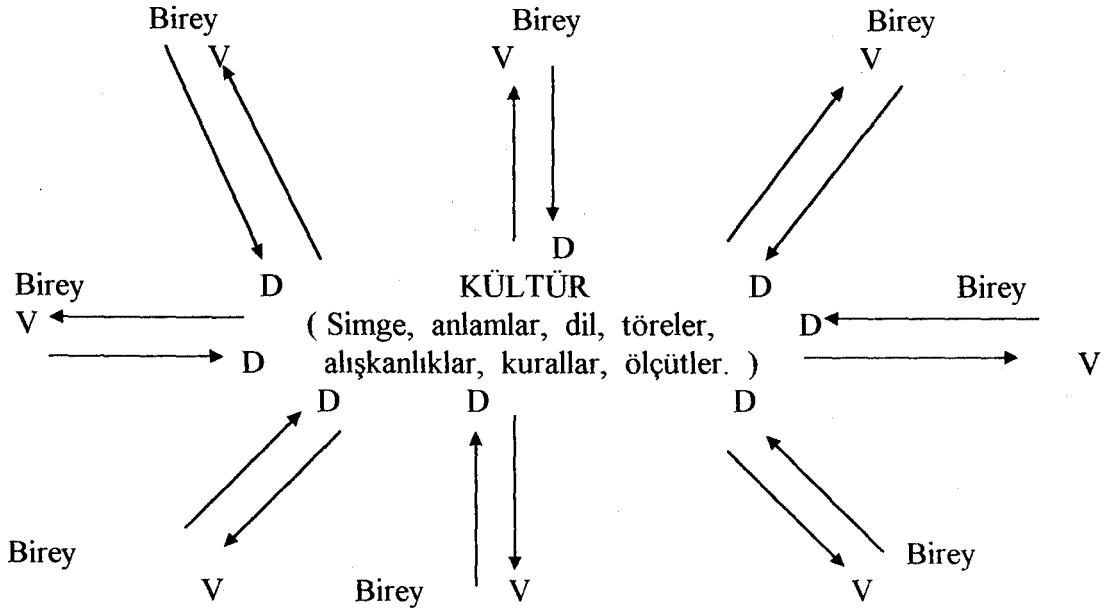 Birey Birey Birey
V V V
D
D KÜLTÜR D
Birey Birey
V ( Simge, anlamlar, dil, töreler, D
D alışkanlıklar, kurallar, ölçütler. ) V
D D D
Birey Birey
V Birey V V